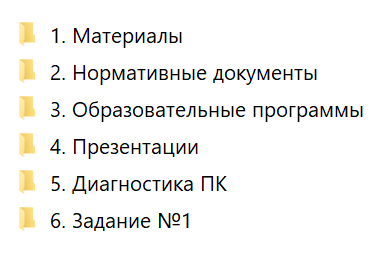 1. Материалы
2. Нормативные документы
3. Образовательные программы
4. Презентации
5. Диагностика ПК
6. Задание №1